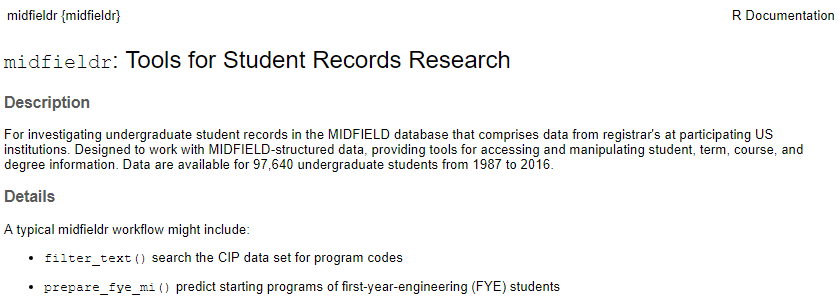 midfieldr {midfieldr} R Documentation
midfieldr: Tools for Student Records Research
Description
For investigating undergraduate student records in the MIDFIELD database that comprises data from registrar's at participating US
institutions. Designed to work with MIDFIELD-structured data, providing tools for accessing and manipulating student, term, course, and
degree information. Data are available for 97,640 undergraduate students from 1987 to 2016.
Details
A typical midfieldr workflow might include:
• filter_text() search the CIP data set for program codes
• prepare_fye_mi() predict starting programs of first-year-engineering (FYE) students